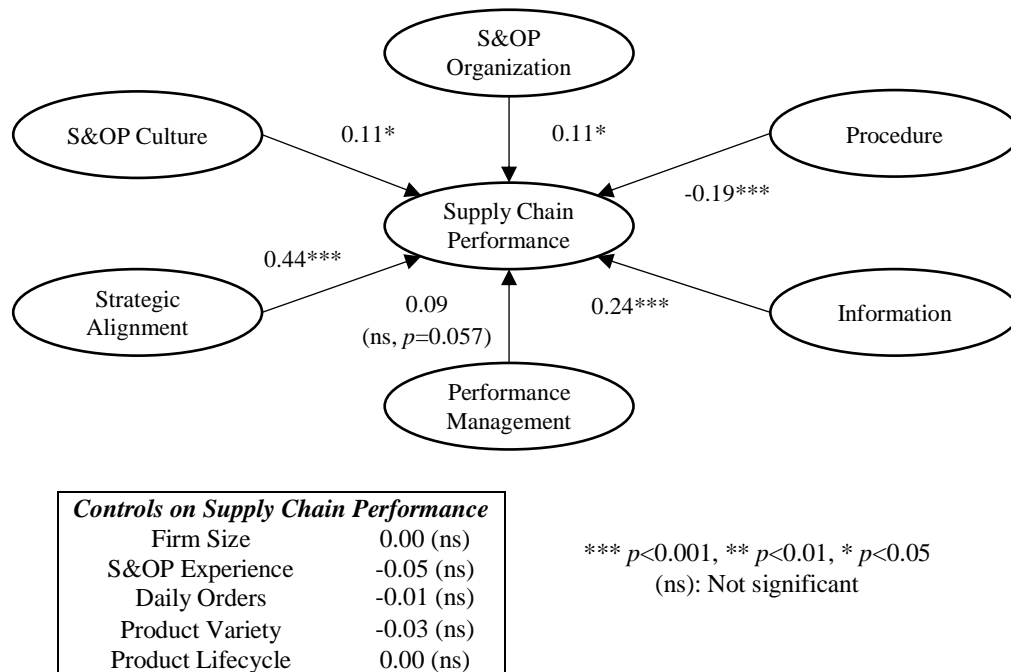 S&OP
Organization
S&OP Culture
0.11*
0.11*
Procedure
-0.19***
Supply Chain
Performance
0.44***
Strategic
Alignment
0.09
(ns, p=0.057)
0.24***
Information
Performance
Management
Controls on Supply Chain Performance
Firm Size 0.00 (ns)
S&OP Experience -0.05 (ns)
Daily Orders -0.01 (ns)
Product Variety -0.03 (ns)
Product Lifecycle 0.00 (ns)
*** p<0.001, ** p<0.01, * p<0.05
(ns): Not significant